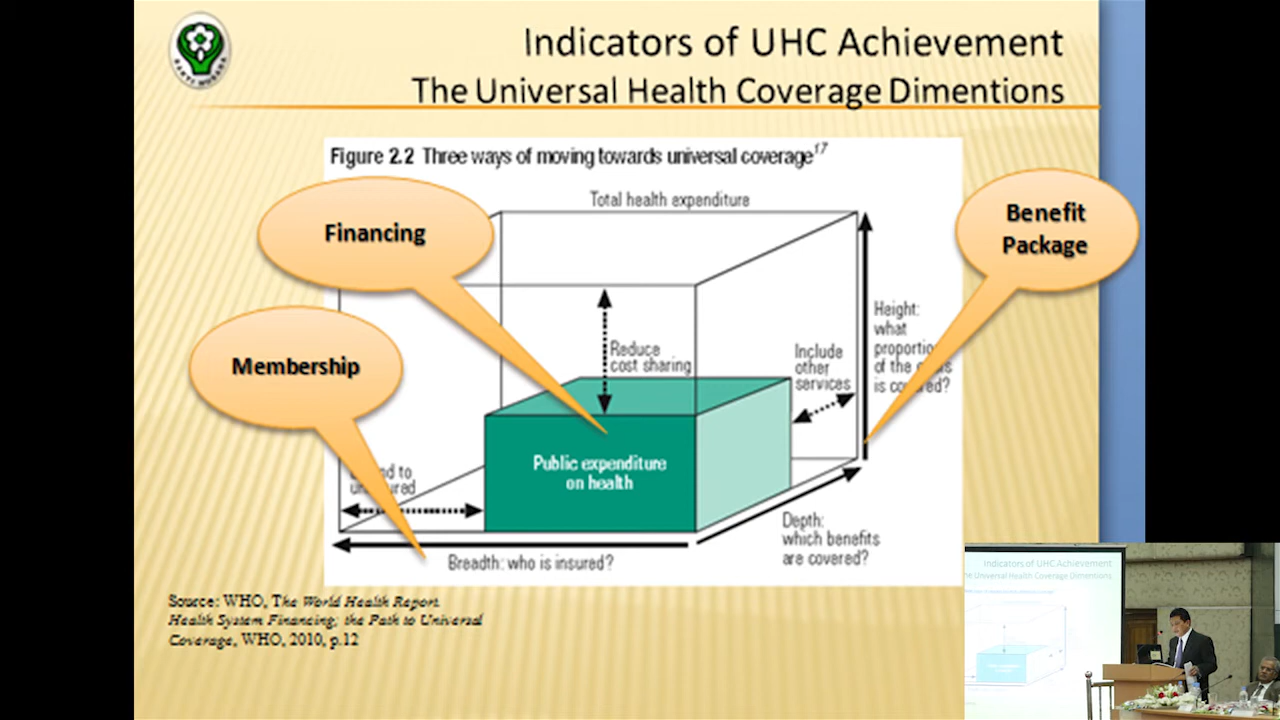 Indicators of UHC Achievement
The Universal Health Coverage Dimentions
Figure 2.2 Three ways of moving towards universal coverage17
Total health expenditure
Financing
Benefit
Package
Membership
Reduce
cost sharing
Include
other
services
Height:
what
of the
is covered?
Public expenditure
on health
to
Depth:
which benefits
are covered?
Breadth: who is insured?
Source: WHO, The World Health Report.
Health System Financing; the Path to Universal
Coverage, WHO, 2010, p.12
Indicators of UHC Achievement
The Universal Health Coverage Dimentions